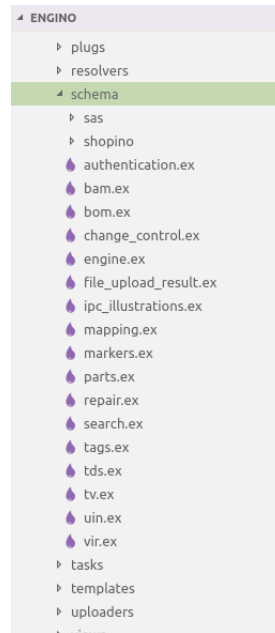 ENGINO
plugs
resolvers
schema
sas
shopino
authentication.ex
bam.ex
bom.ex
change_control.ex
engine.ex
file_upload_result.ex
ipc_illustrations.ex
mapping.ex
markers.ex
parts.ex
repair.ex
search.ex
tags.ex
tds.ex
tv.ex
uin.ex
vir.ex
tasks
templates
uploaders